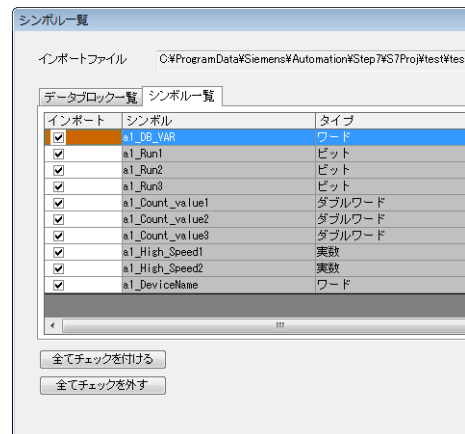 シンボル一覧
インポートファイル C:¥ProgramData¥Siemens¥Automation¥Step7¥S7Proj¥test¥tes
データブロック一覧 シンボル一覧
インポート シンボル タイプ
a1_DB_VAR ワード
a1_Run1 ビット
a1_Run2 ビット
a1_Run3 ビット
a1_Count_value1 ダブルワード
a1_Count_value2 ダブルワード
a1_Count_value3 ダブルワード
a1_High_Speed1 実数
a1_High_Speed2 実数
a1_DeviceName ワード
全てチェックを付ける
全てチェックを外す